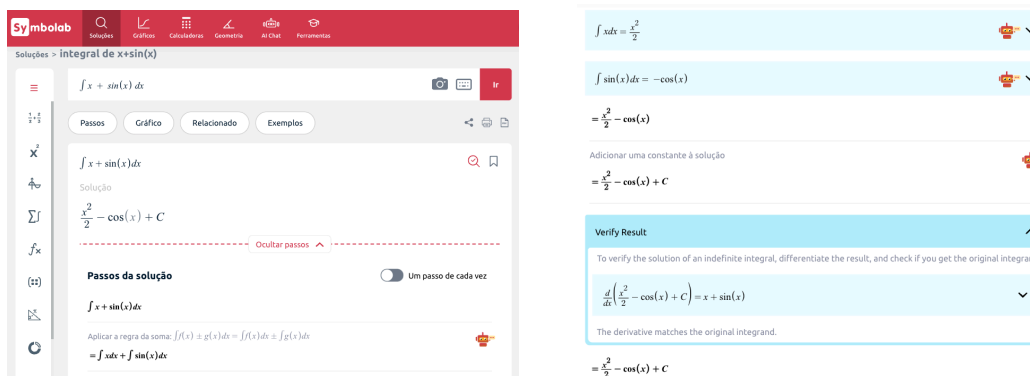 Symbolab
Soluções
Gráficos
Calculadoras
Geometria
AI Chat
Ferramentas
Soluções > integral de x+sin(x)
∫ x + sin(x) dx
Ir
Passos
Gráfico
Relacionado
Exemplos
∫ x + sin(x)dx
Solução
x²/2 − cos(x) + C
Ocultar passos
Passos da solução
Um passo de cada vez
∫ x + sin(x)dx
Aplicar a regra da soma: ∫ f(x) ± g(x)dx = ∫ f(x)dx ± ∫ g(x)dx
= ∫ xdx + ∫ sin(x)dx
∫ xdx = x²/2
∫ sin(x)dx = −cos(x)
= x²/2 − cos(x)
Adicionar uma constante à solução
= x²/2 − cos(x) + C
Verify Result
To verify the solution of an indefinite integral, differentiate the result, and check if you get the original integran
d/dx(x²/2 − cos(x) + C) = x + sin(x)
The derivative matches the original integrand.
= x²/2 − cos(x) + C